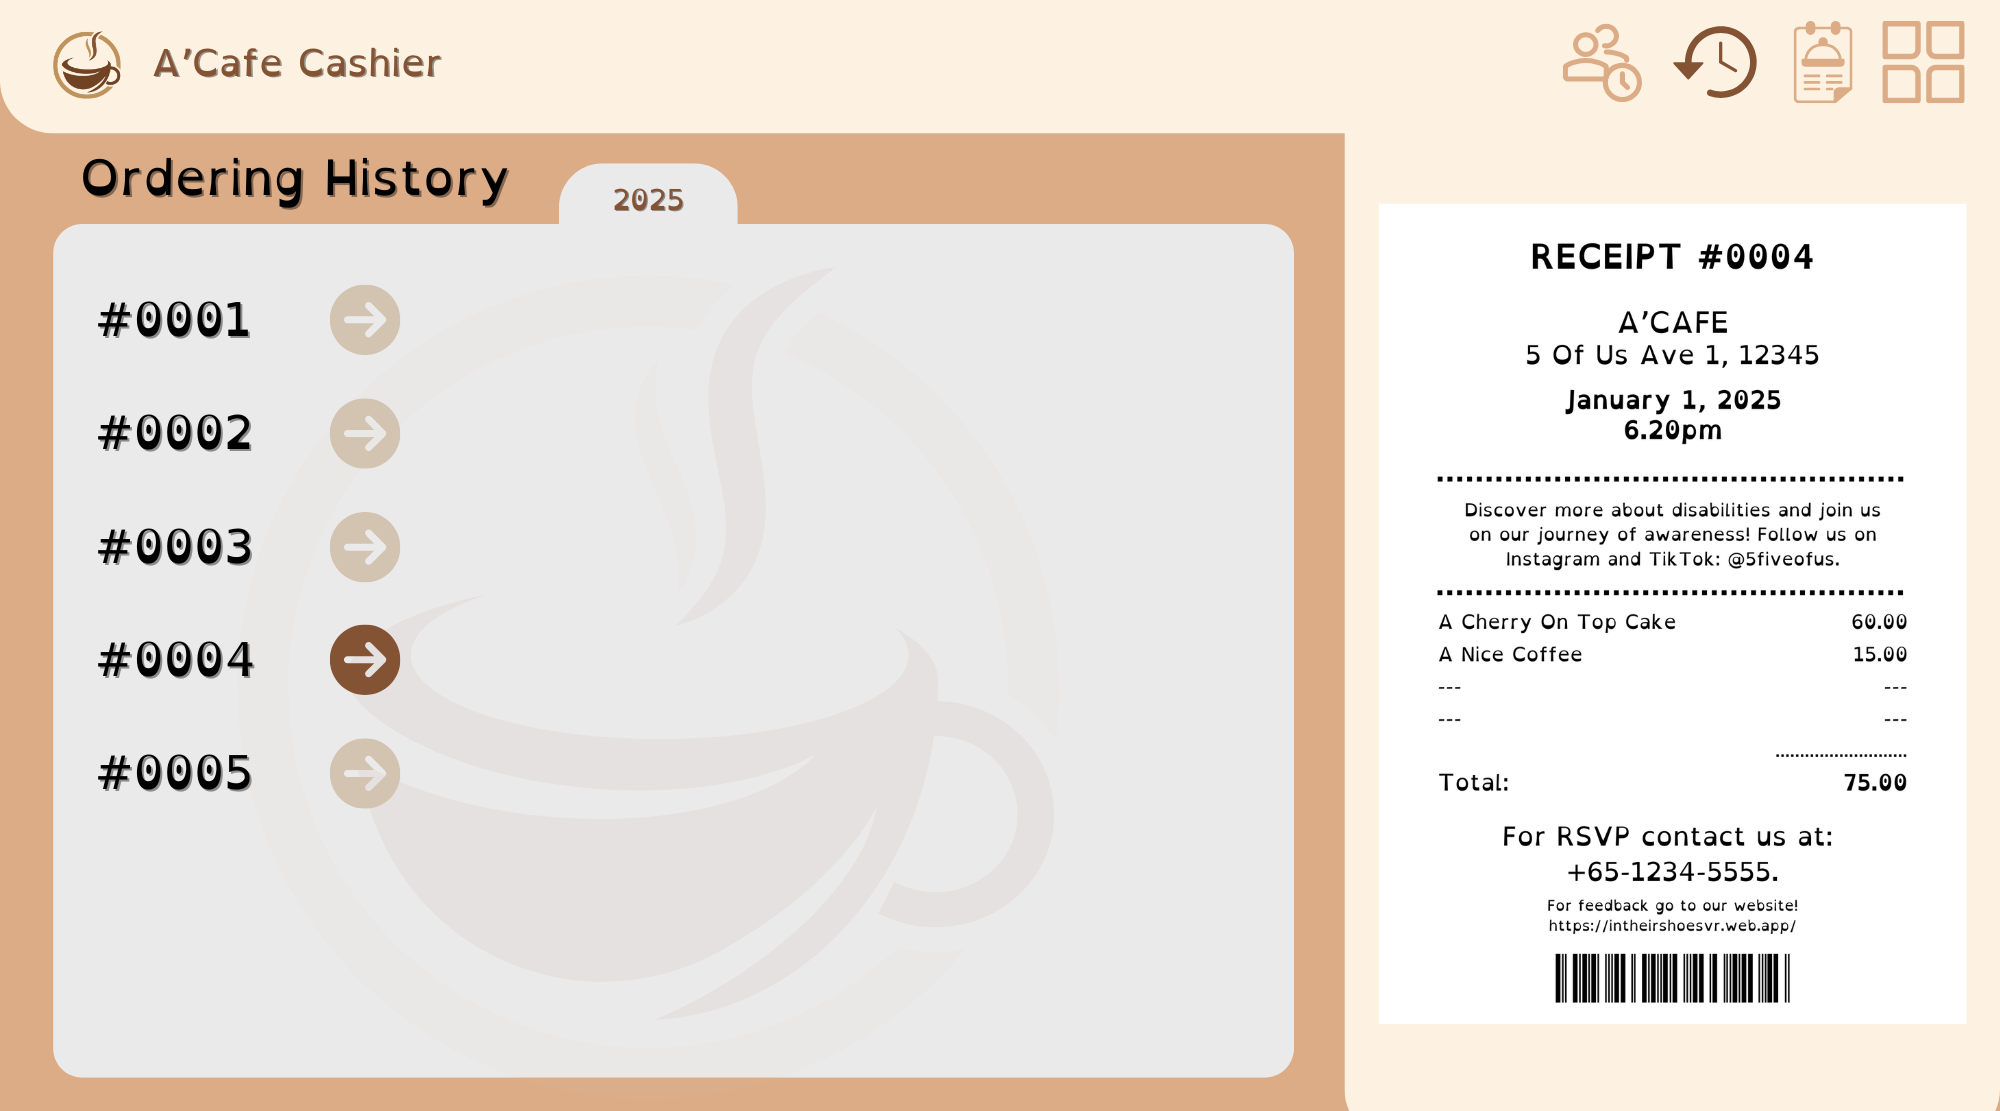 A’Cafe Cashier
Ordering History
2025
#0001
#0002
#0003
#0004
#0005
RECEIPT #0004
A’CAFE
5 Of Us Ave 1, 12345
January 1, 2025
6.20pm
Discover more about disabilities and join us
on our journey of awareness! Follow us on
Instagram and TikTok: @5fiveofus.
A Cherry On Top Cake 60.00
A Nice Coffee 15.00
--- ---
--- ---
Total: 75.00
For RSVP contact us at:
+65-1234-5555.
For feedback go to our website!
https://intheirshoesvr.web.app/